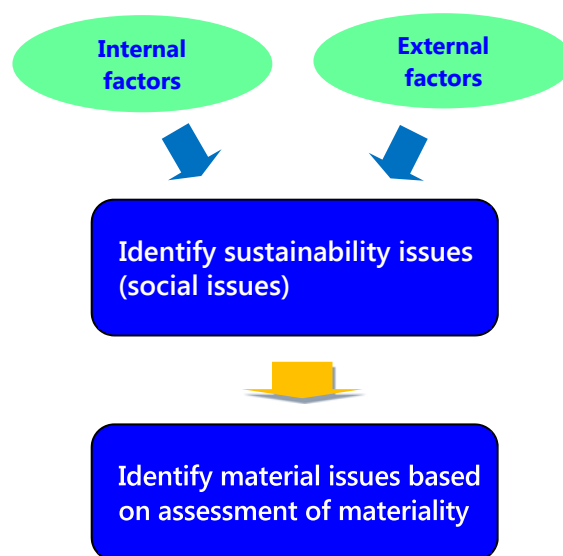 Internal
factors
External
factors
Identify sustainability issues
(social issues)
Identify material issues based
on assessment of materiality